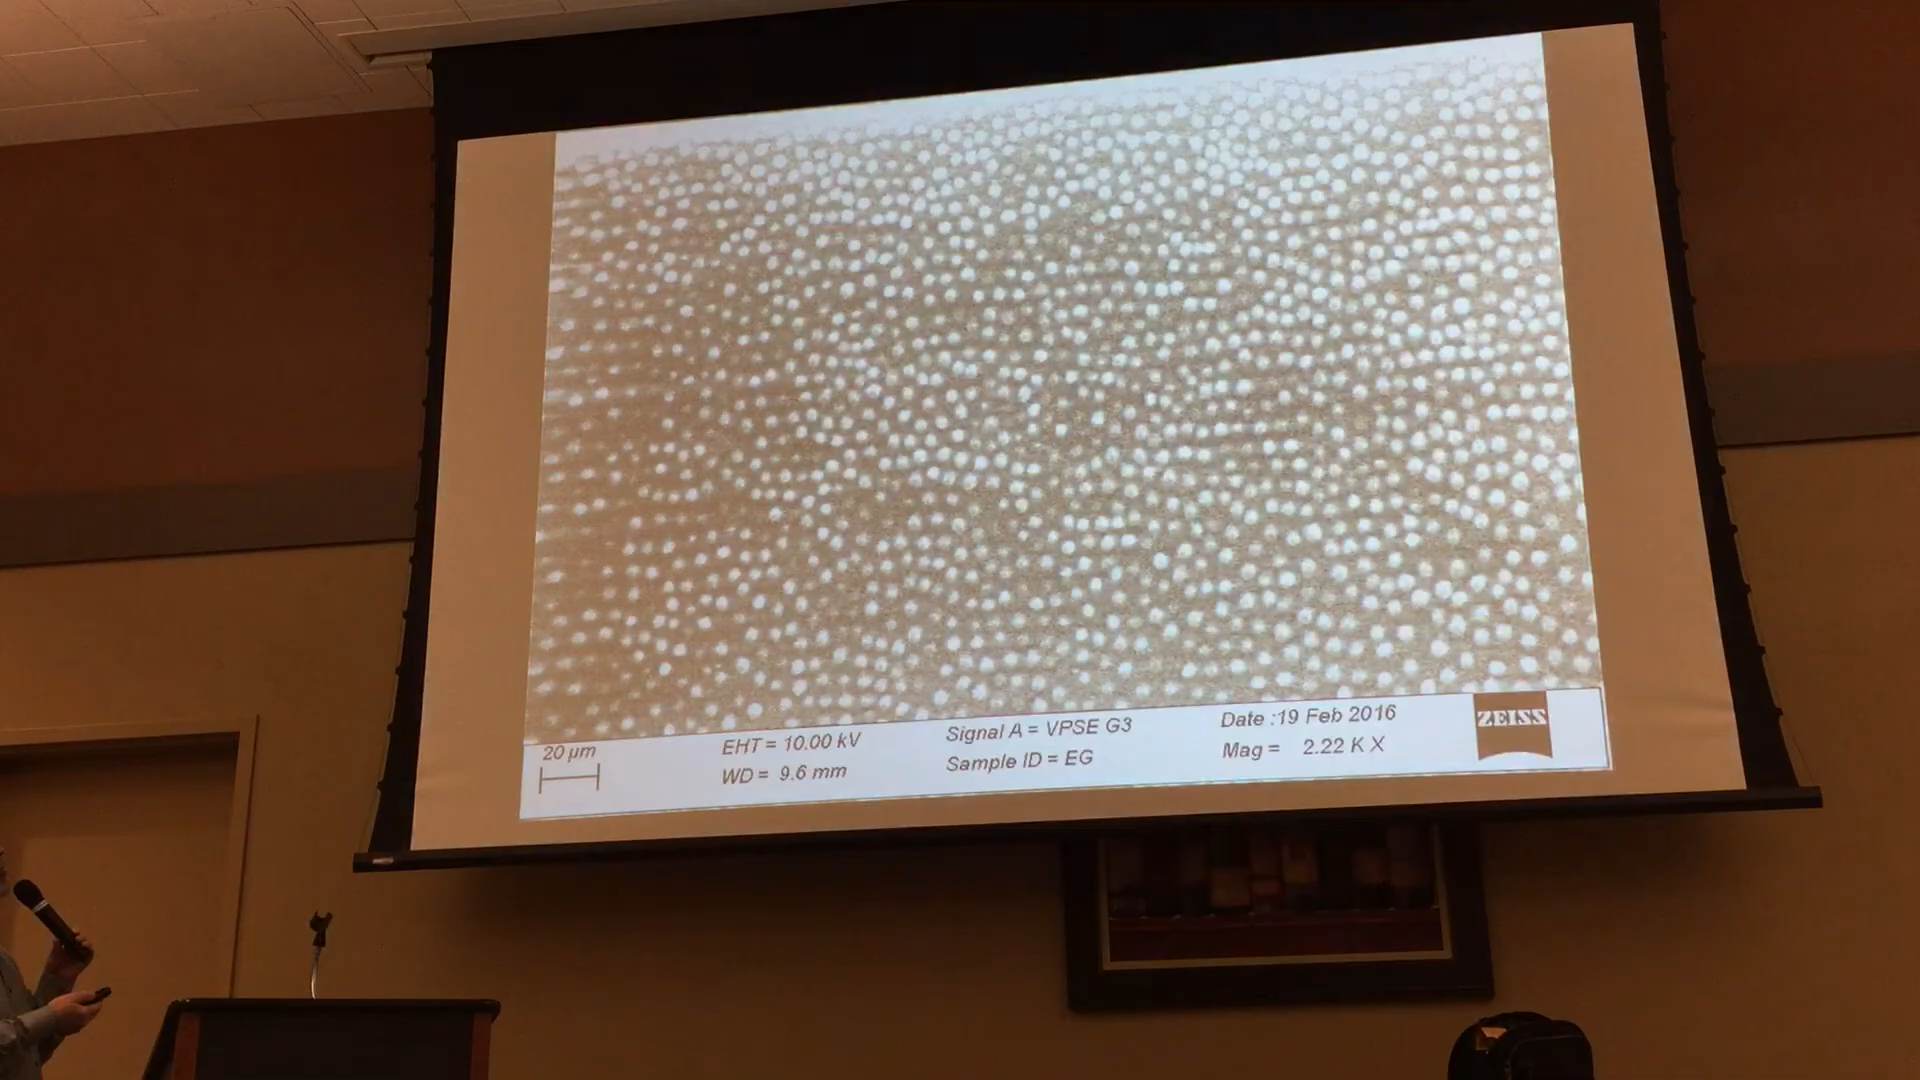 20 µm
EHT = 10.00 kV
WD = 9.6 mm
Signal A = VPSE G3
Sample ID = EG
Date :19 Feb 2016
Mag = 2.22 K X
ZEISS